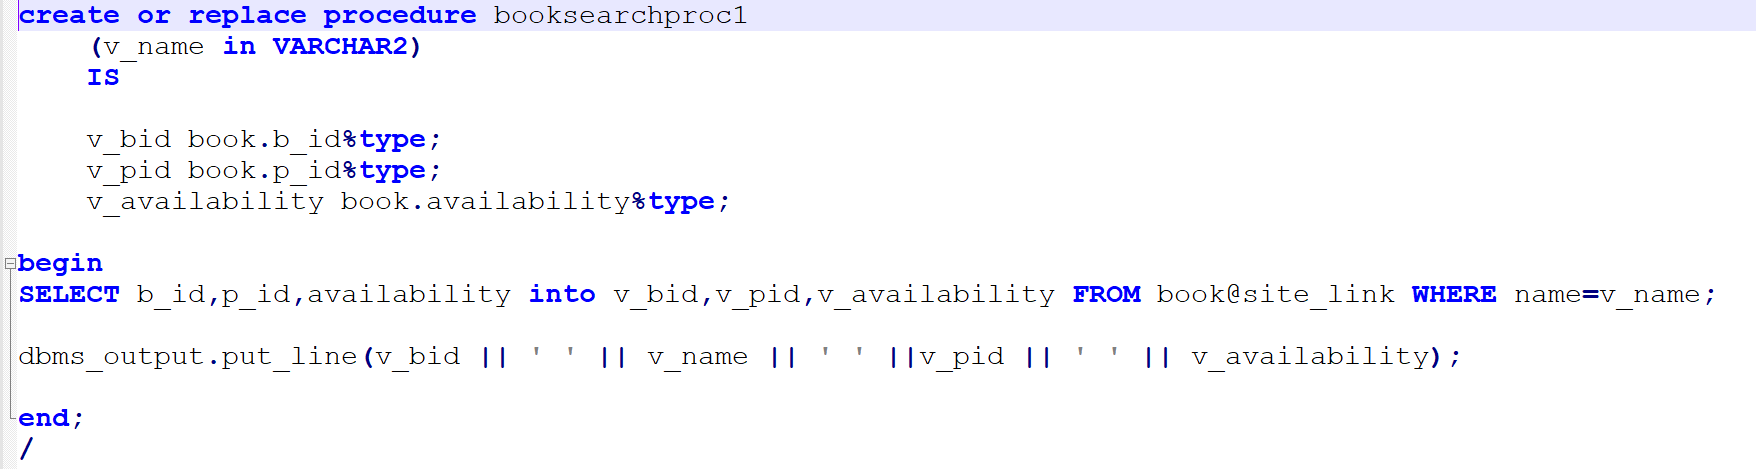 create or replace procedure booksearchproc1
(v_name in VARCHAR2)
IS
v_bid book.b_id%type;
v_pid book.p_id%type;
v_availability book.availability%type;
begin
SELECT b_id,p_id,availability into v_bid,v_pid,v_availability FROM book@site_link WHERE name=v_name;
dbms_output.put_line(v_bid || ' ' || v_name || ' ' ||v_pid || ' ' || v_availability);
end;
/